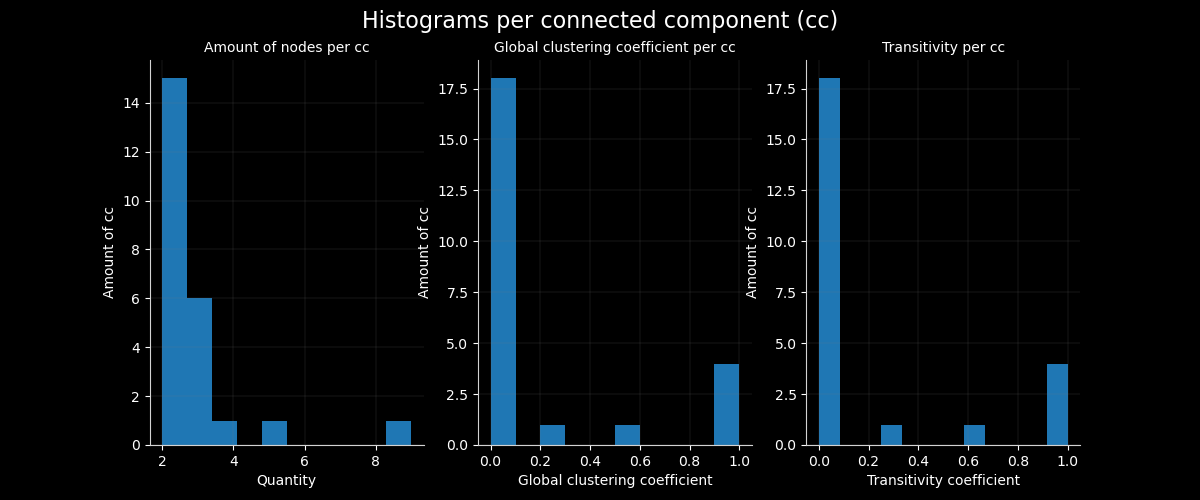 Histograms per connected component (cc)
Amount of nodes per cc
Amount of cc
14
12
10
8
6
4
2
0
2 4 6 8
Quantity
Global clustering coefficient per cc
Amount of cc
17.5
15.0
12.5
10.0
7.5
5.0
2.5
0.0
0.0 0.2 0.4 0.6 0.8 1.0
Global clustering coefficient
Transitivity per cc
Amount of cc
17.5
15.0
12.5
10.0
7.5
5.0
2.5
0.0
0.0 0.2 0.4 0.6 0.8 1.0
Transitivity coefficient